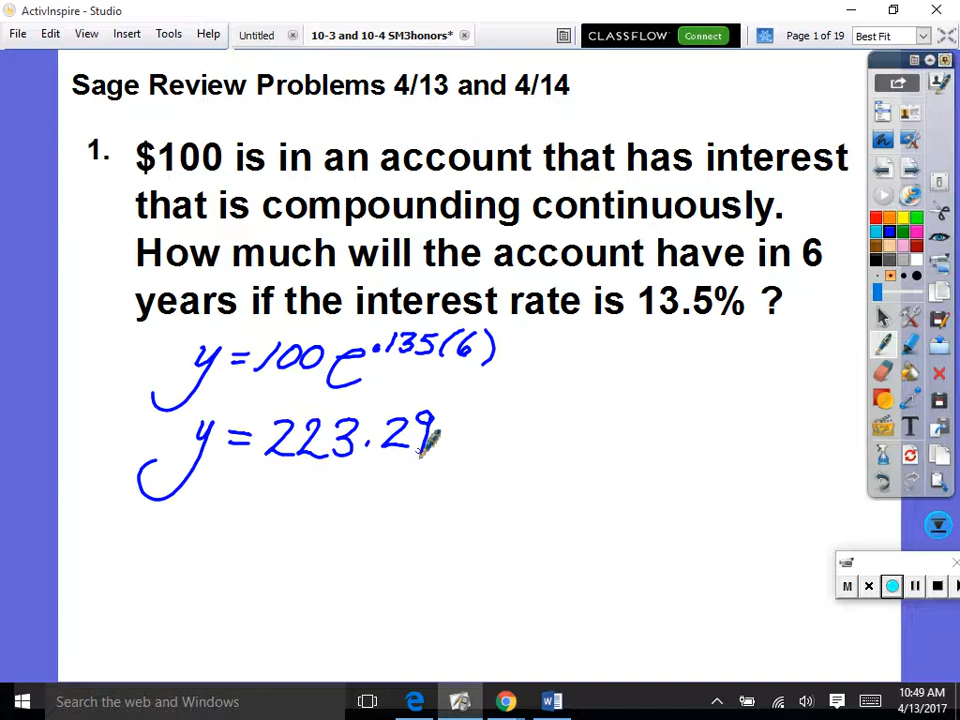 ActivInspire - Studio
File Edit View Insert Tools Help Untitled 10-3 and 10-4 SM3honors* CLASSFLOW Connect Page 1 of 19 Best Fit
Sage Review Problems 4/13 and 4/14
1. $100 is in an account that has interest
that is compounding continuously.
How much will the account have in 6
years if the interest rate is 13.5% ?
y = 100 e^.135(6)
y = 223.29
M
Search the web and Windows
10:49 AM
4/13/2017